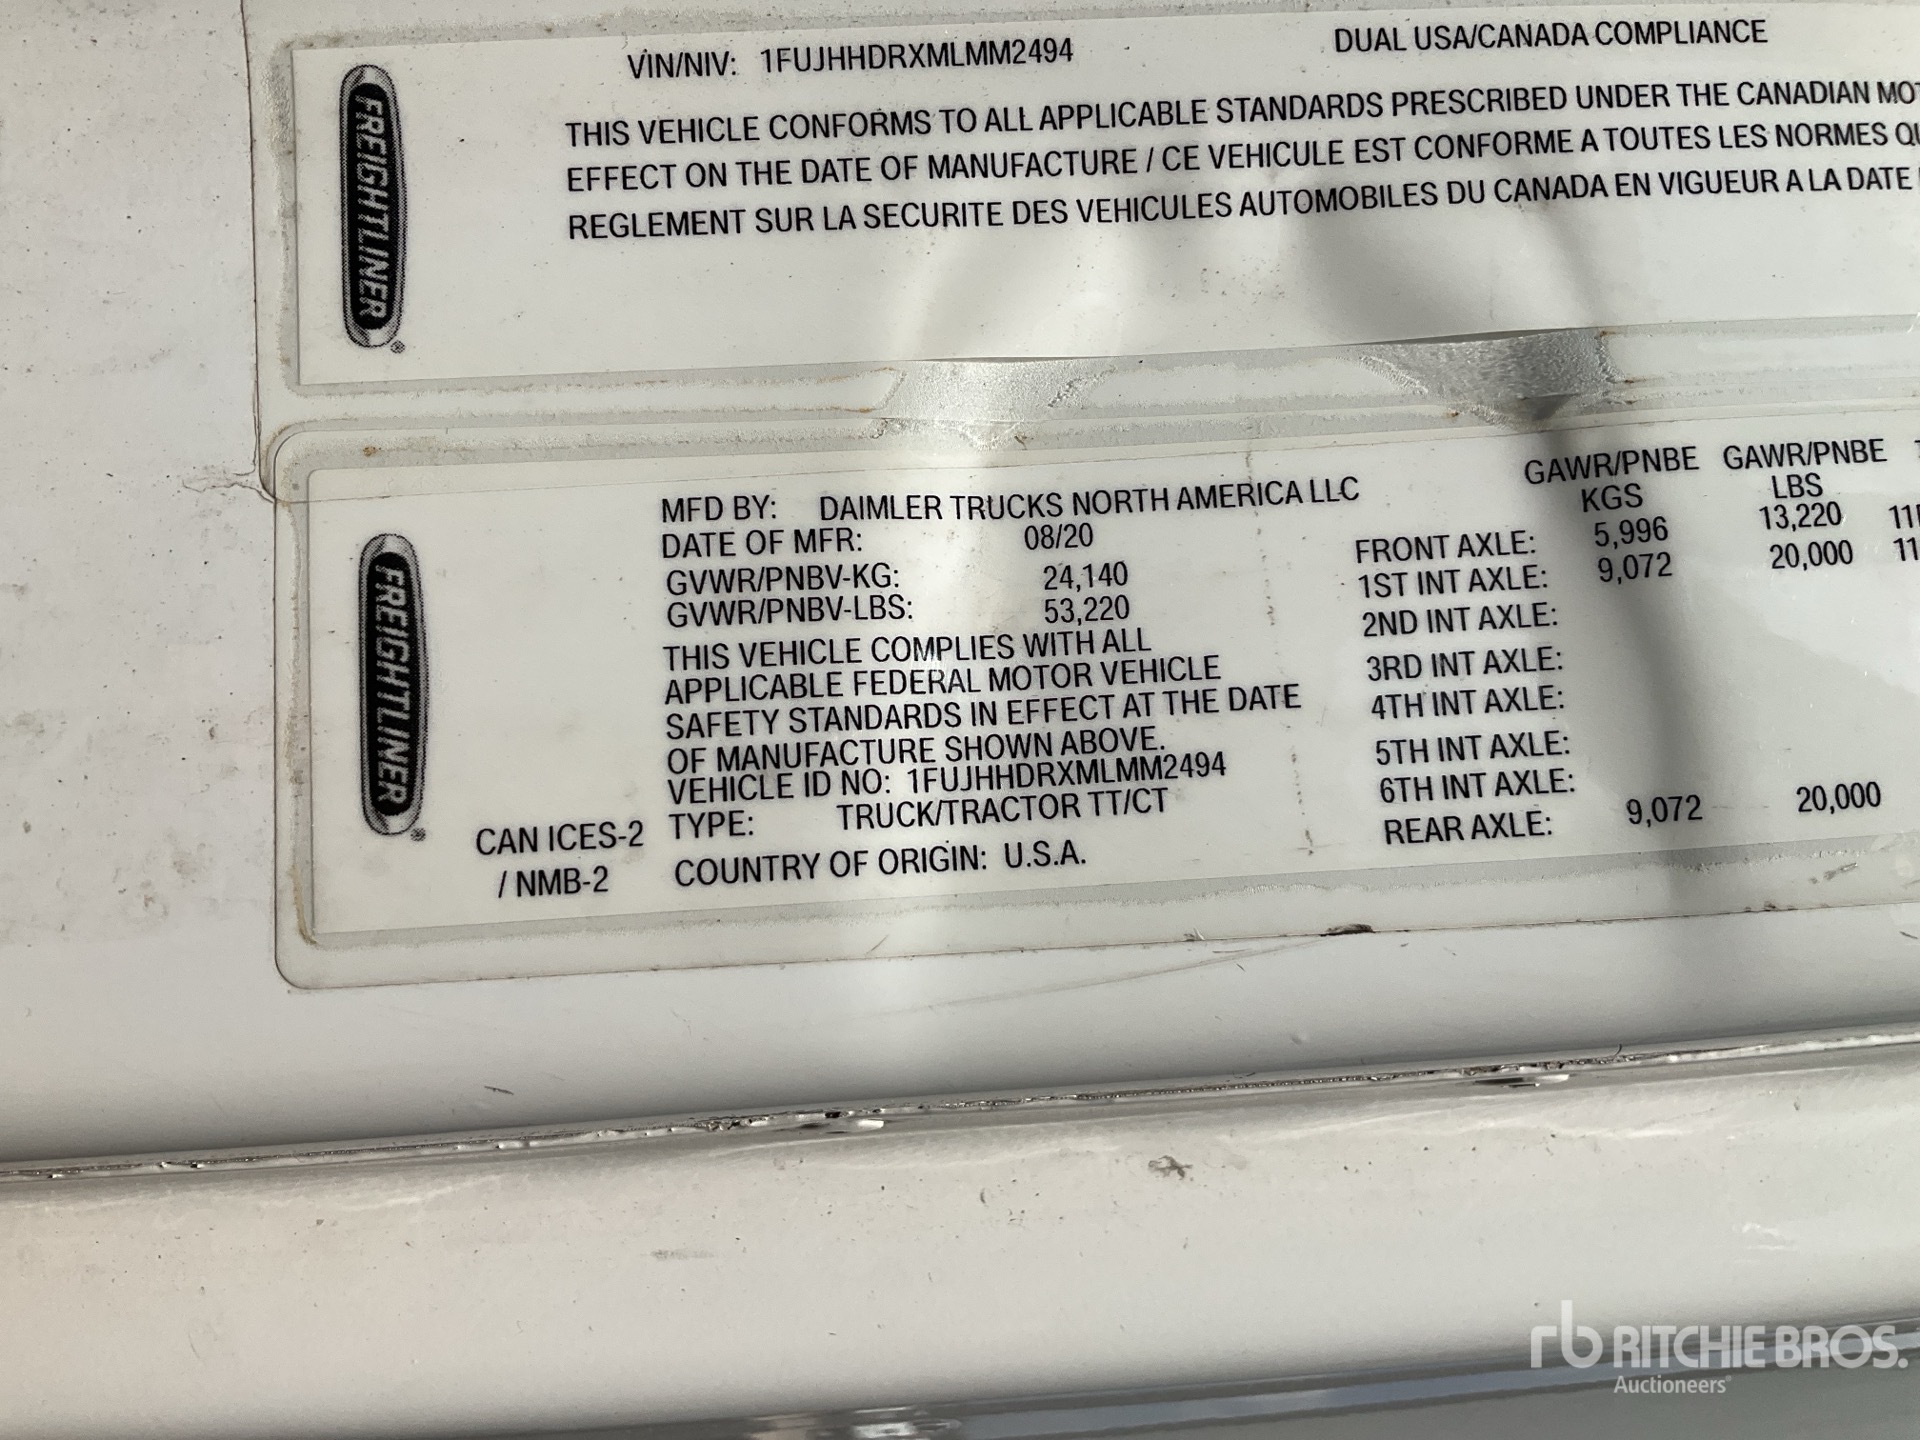 VIN/NIV: 1FUJHHDRXMLMM2494 DUAL USA/CANADA COMPLIANCE
THIS VEHICLE CONFORMS TO ALL APPLICABLE STANDARDS PRESCRIBED UNDER THE CANADIAN
EFFECT ON THE DATE OF MANUFACTURE / CE VEHICULE EST CONFORME A TOUTES LES NORMES
REGLEMENT SUR LA SECURITE DES VEHICULES AUTOMOBILES DU CANADA EN VIGUEUR A LA DATE
FREIGHTLINER®
GAWR/PNBE GAWR/PNBE
KGS LBS
MFD BY: DAIMLER TRUCKS NORTH AMERICA LLC
DATE OF MFR: 08/20
GVWR/PNBV-KG: 24,140
GVWR/PNBV-LBS: 53,220
THIS VEHICLE COMPLIES WITH ALL
APPLICABLE FEDERAL MOTOR VEHICLE
SAFETY STANDARDS IN EFFECT AT THE DATE
OF MANUFACTURE SHOWN ABOVE.
VEHICLE ID NO: 1FUJHHDRXMLMM2494
TYPE: TRUCK/TRACTOR TT/CT
COUNTRY OF ORIGIN: U.S.A.
FRONT AXLE: 5,996 13,220
1ST INT AXLE: 9,072 20,000
2ND INT AXLE:
3RD INT AXLE:
4TH INT AXLE:
5TH INT AXLE:
6TH INT AXLE:
REAR AXLE: 9,072 20,000
FREIGHTLINER®
CAN ICES-2
/ NMB-2
rb RITCHIE BROS.
Auctioneers